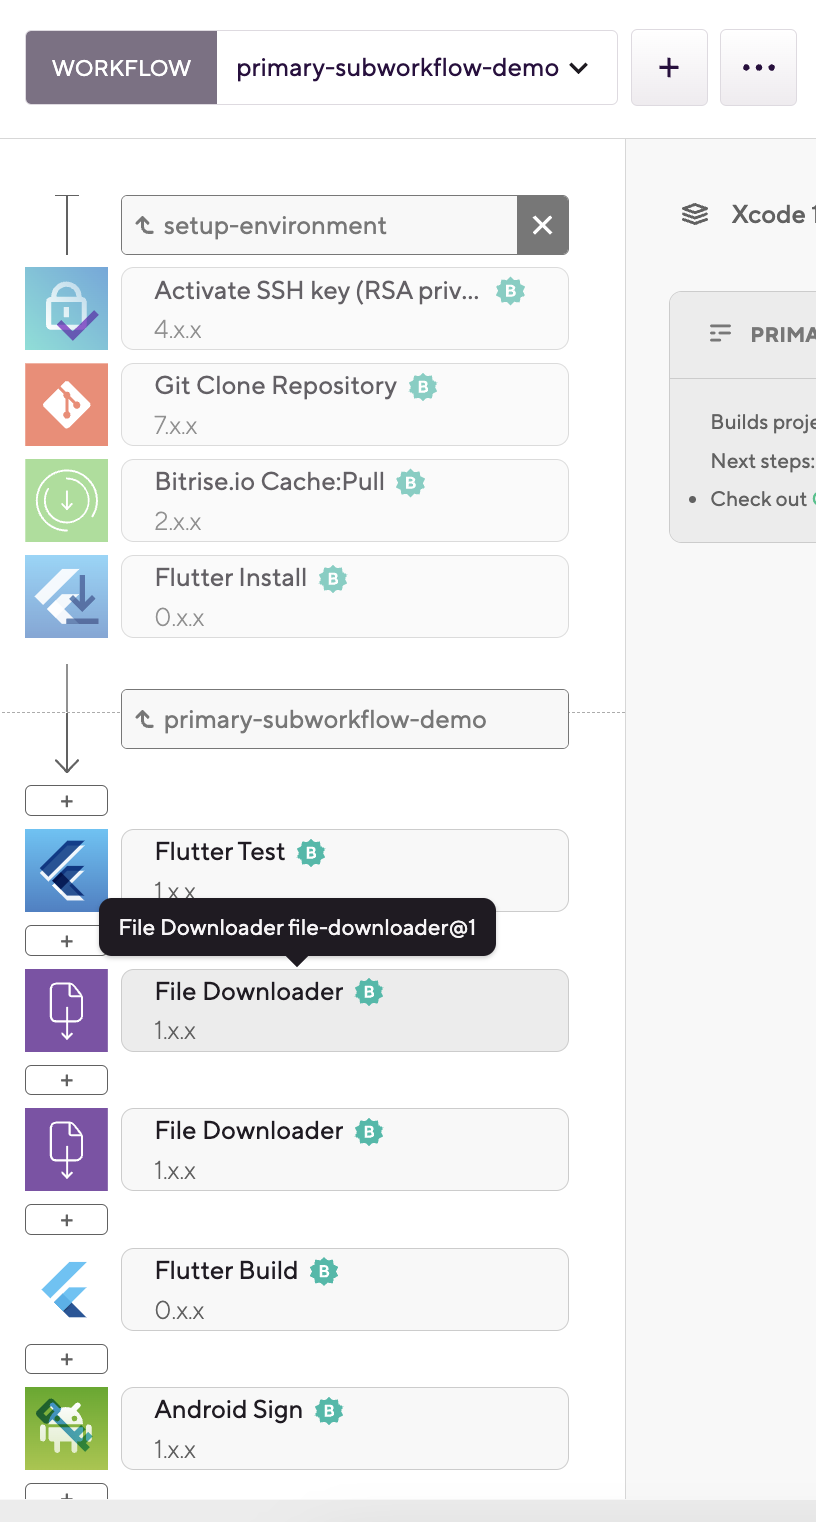 WORKFLOW
primary-subworkflow-demo
+
setup-environment
Xcode 1
Activate SSH key (RSA priv...
B
4.x.x
PRIMA
Git Clone Repository
B
7.x.x
Builds proje
Next steps:
• Check out
Bitrise.io Cache:Pull
B
2.x.x
Flutter Install
B
0.x.x
primary-subworkflow-demo
+
Flutter Test
B
1.x.x
+
File Downloader file-downloader@1
File Downloader
B
1.x.x
+
File Downloader
B
1.x.x
+
Flutter Build
B
0.x.x
+
Android Sign
B
1.x.x
+